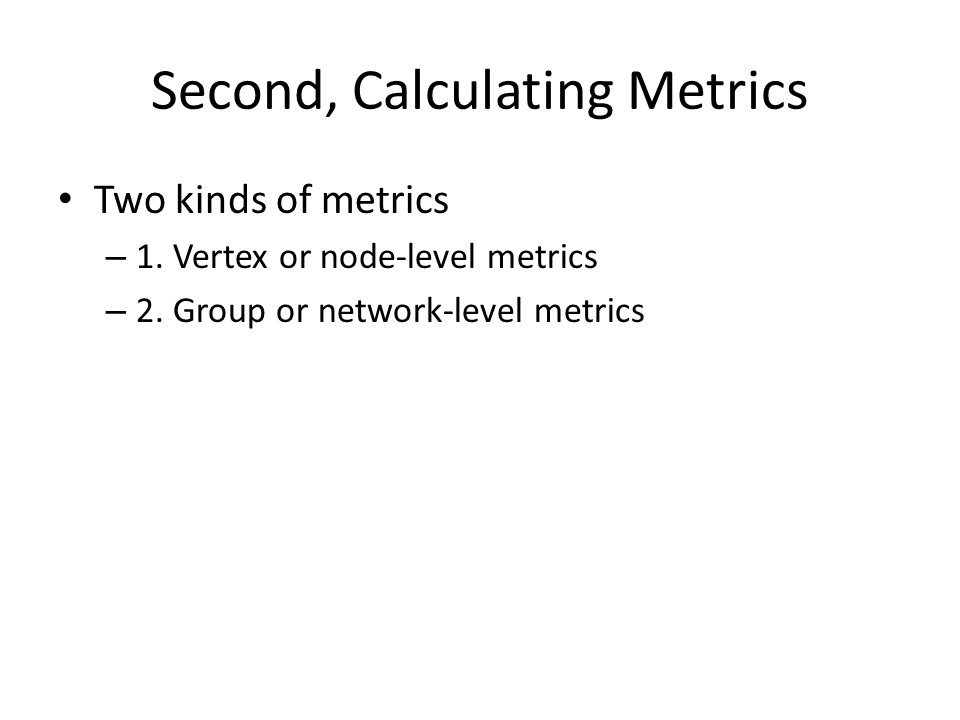 Second, Calculating Metrics
• Two kinds of metrics
– 1. Vertex or node-level metrics
– 2. Group or network-level metrics